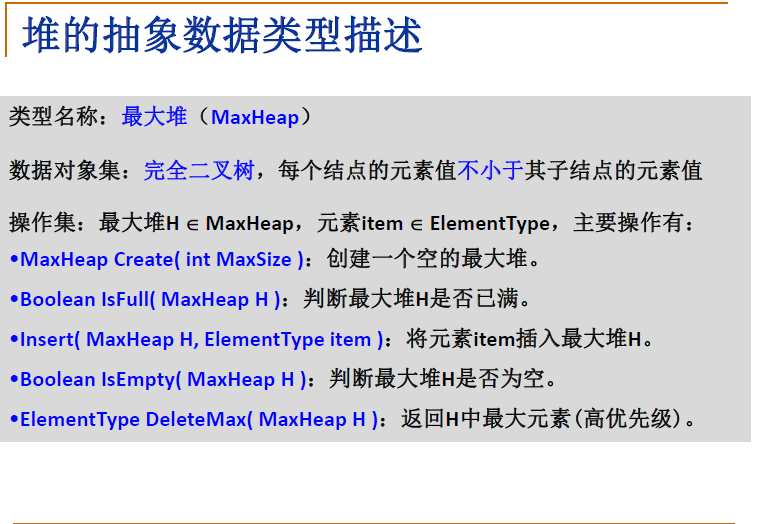 堆的抽象数据类型描述
类型名称：最大堆（MaxHeap）
数据对象集：完全二叉树，每个结点的元素值不小于其子结点的元素值
操作集：最大堆H ∈ MaxHeap，元素item ∈ ElementType，主要操作有：
•MaxHeap Create( int MaxSize )：创建一个空的最大堆。
•Boolean IsFull( MaxHeap H )：判断最大堆H是否已满。
•Insert( MaxHeap H, ElementType item )：将元素item插入最大堆H。
•Boolean IsEmpty( MaxHeap H )：判断最大堆H是否为空。
•ElementType DeleteMax( MaxHeap H )：返回H中最大元素(高优先级)。